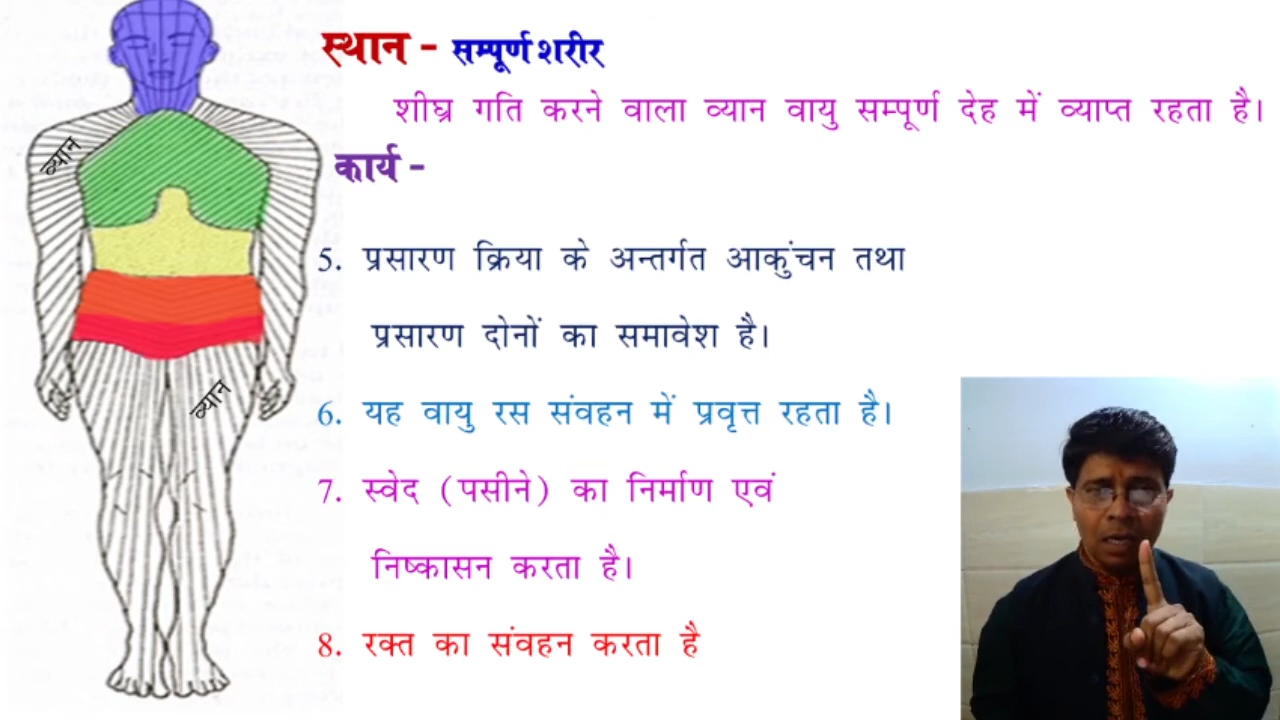 स्थान - सम्पूर्ण शरीर
शीघ्र गति करने वाला व्यान वायु सम्पूर्ण देह में व्याप्त रहता है।
व्यान
कार्य -
5. प्रसारण क्रिया के अन्तर्गत आकुंचन तथा
प्रसारण दोनों का समावेश है।
व्यान
6. यह वायु रस संवहन में प्रवृत्त रहता है।
7. स्वेद (पसीने) का निर्माण एवं
निष्कासन करता है।
8. रक्त का संवहन करता है